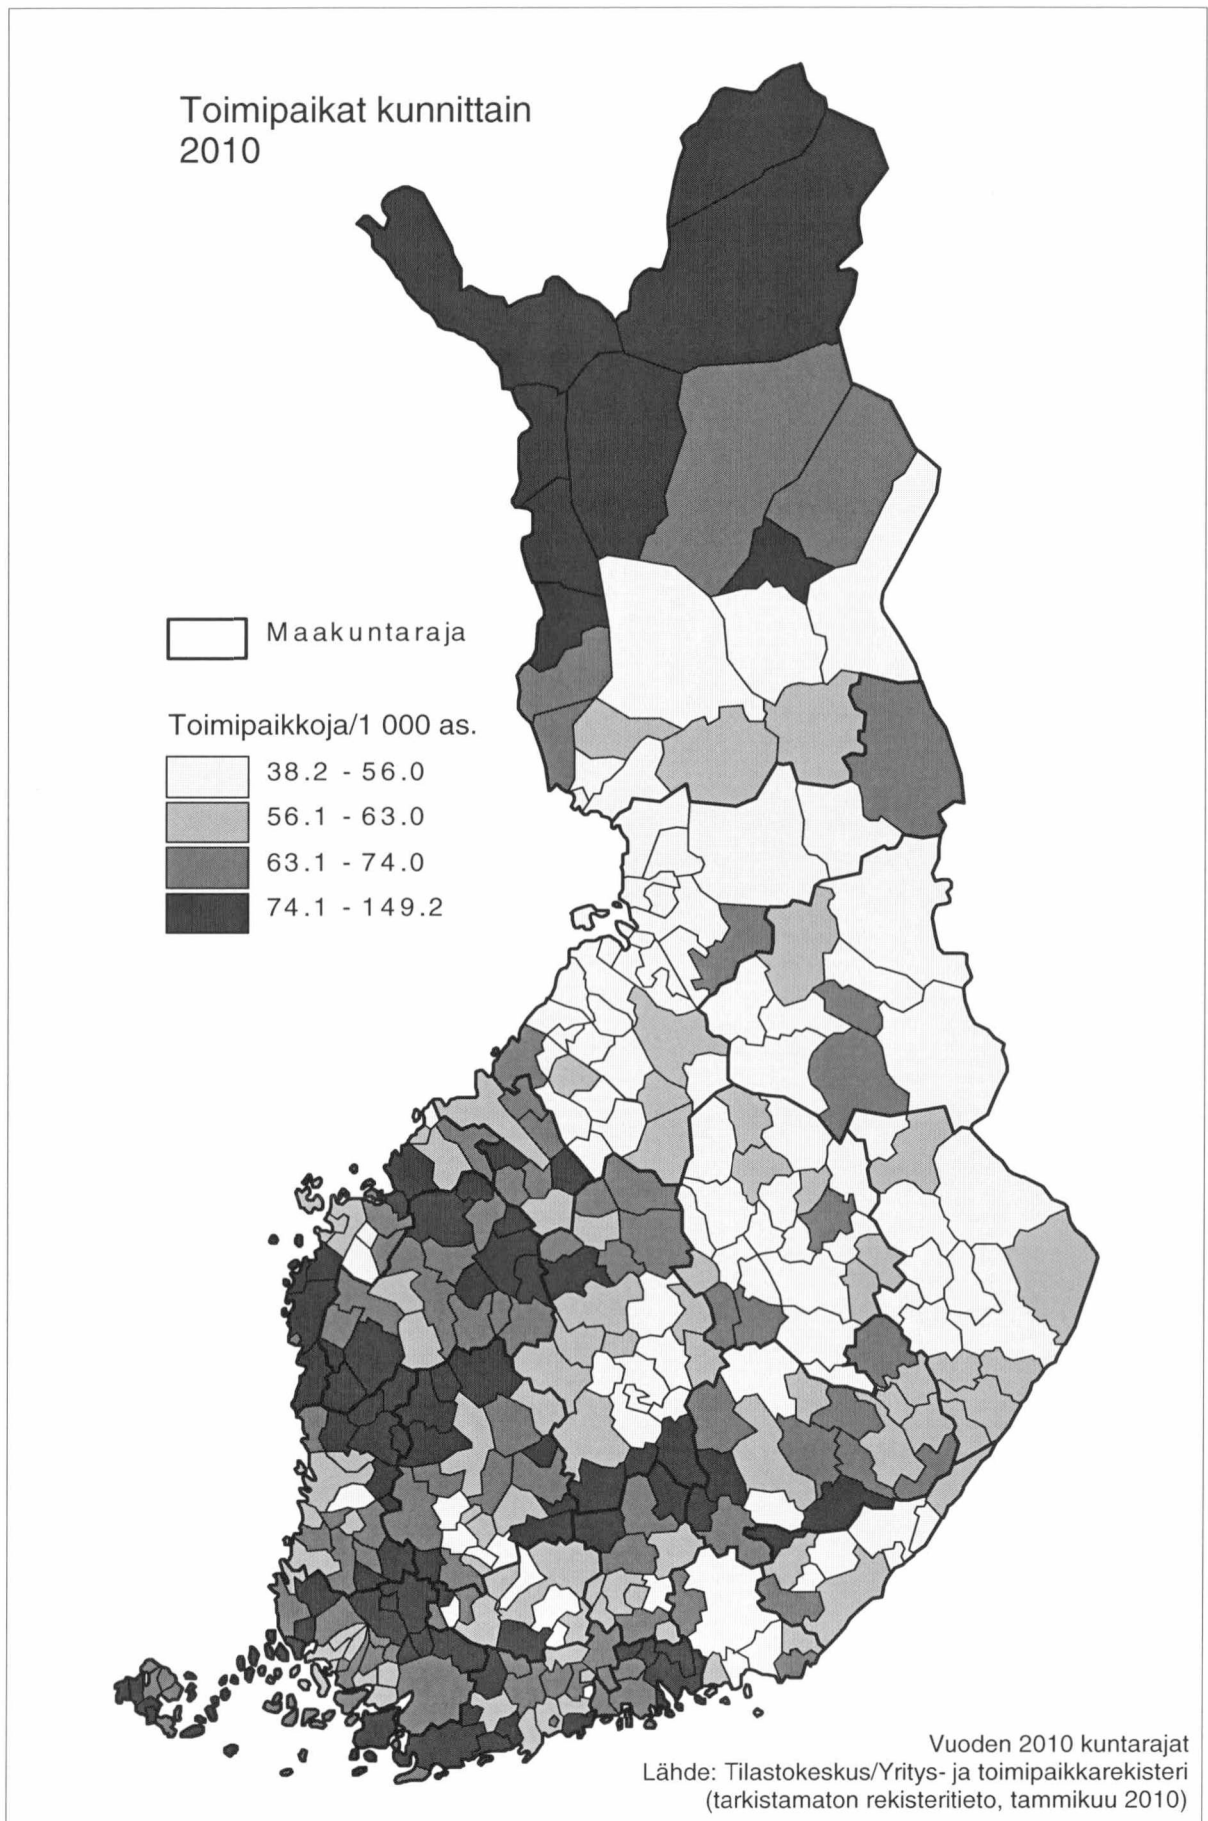 Toimipaikat kunnittain
2010
Maakuntaraja
Toimipaikkoja/1 000 as.
38.2 - 56.0
56.1 - 63.0
63.1 - 74.0
74.1 - 149.2
Vuoden 2010 kuntarajat
Lähde: Tilastokeskus/Yritys- ja toimipaikkarekisteri
(tarkistamaton rekisteritieto, tammikuu 2010)